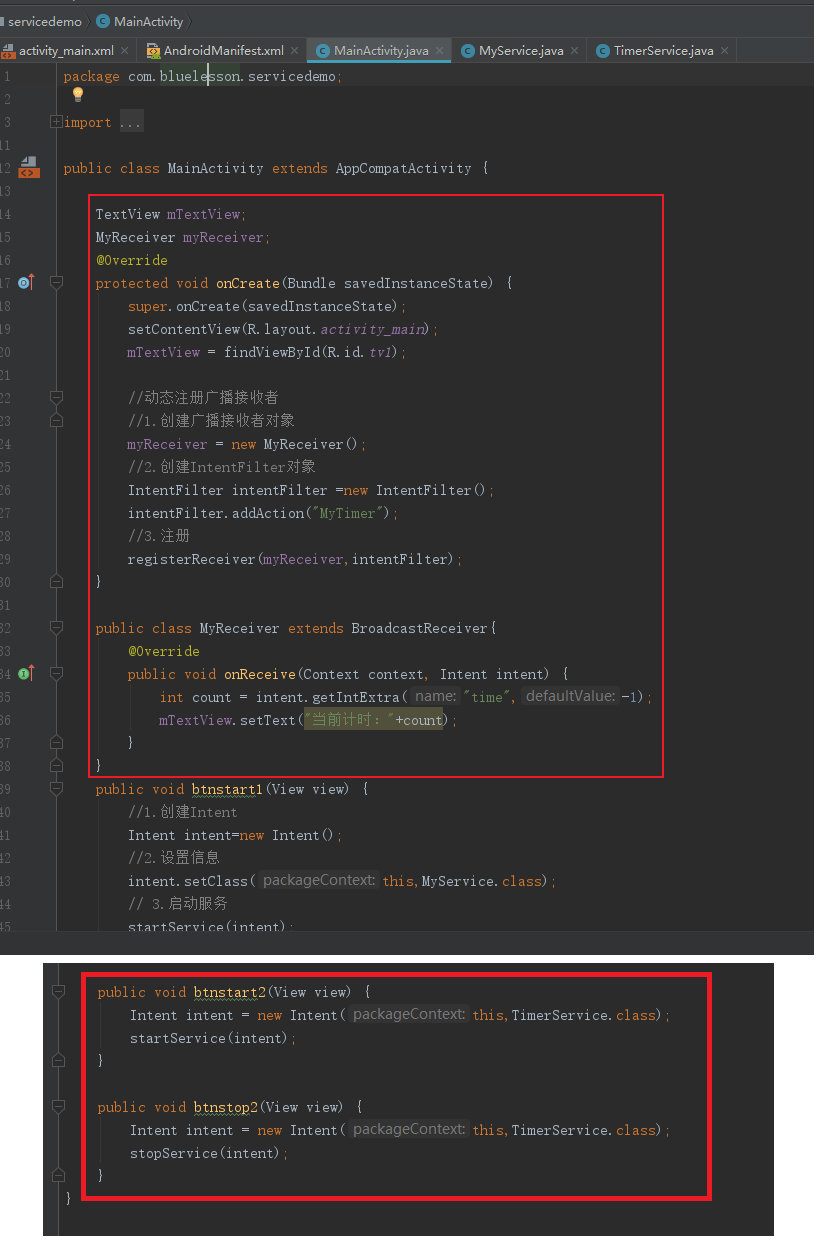 servicedemo MainActivity
activity_main.xml AndroidManifest.xml MainActivity.java MyService.java TimerService.java
1 package com.bluelesson.servicedemo;
2
3 import ...
11
12 public class MainActivity extends AppCompatActivity {
13
14 TextView mTextView;
15 MyReceiver myReceiver;
16 @Override
17 protected void onCreate(Bundle savedInstanceState) {
18 super.onCreate(savedInstanceState);
19 setContentView(R.layout.activity_main);
20 mTextView = findViewById(R.id.tv1);
21
22 //动态注册广播接收者
23 //1.创建广播接收者对象
24 myReceiver = new MyReceiver();
25 //2.创建IntentFilter对象
26 IntentFilter intentFilter =new IntentFilter();
27 intentFilter.addAction("MyTimer");
28 //3.注册
29 registerReceiver(myReceiver,intentFilter);
30 }
31
32 public class MyReceiver extends BroadcastReceiver{
33 @Override
34 public void onReceive(Context context, Intent intent) {
35 int count = intent.getIntExtra( name: "time", defaultValue: -1);
36 mTextView.setText("当前计时："+count);
37 }
38 }
39 public void btnstart1(View view) {
40 //1.创建Intent
41 Intent intent=new Intent();
42 //2.设置信息
43 intent.setClass( packageContext: this,MyService.class);
44 // 3.启动服务
45 startService(intent);
public void btnstart2(View view) {
Intent intent = new Intent( packageContext: this,TimerService.class);
startService(intent);
}
public void btnstop2(View view) {
Intent intent = new Intent( packageContext: this,TimerService.class);
stopService(intent);
}
}